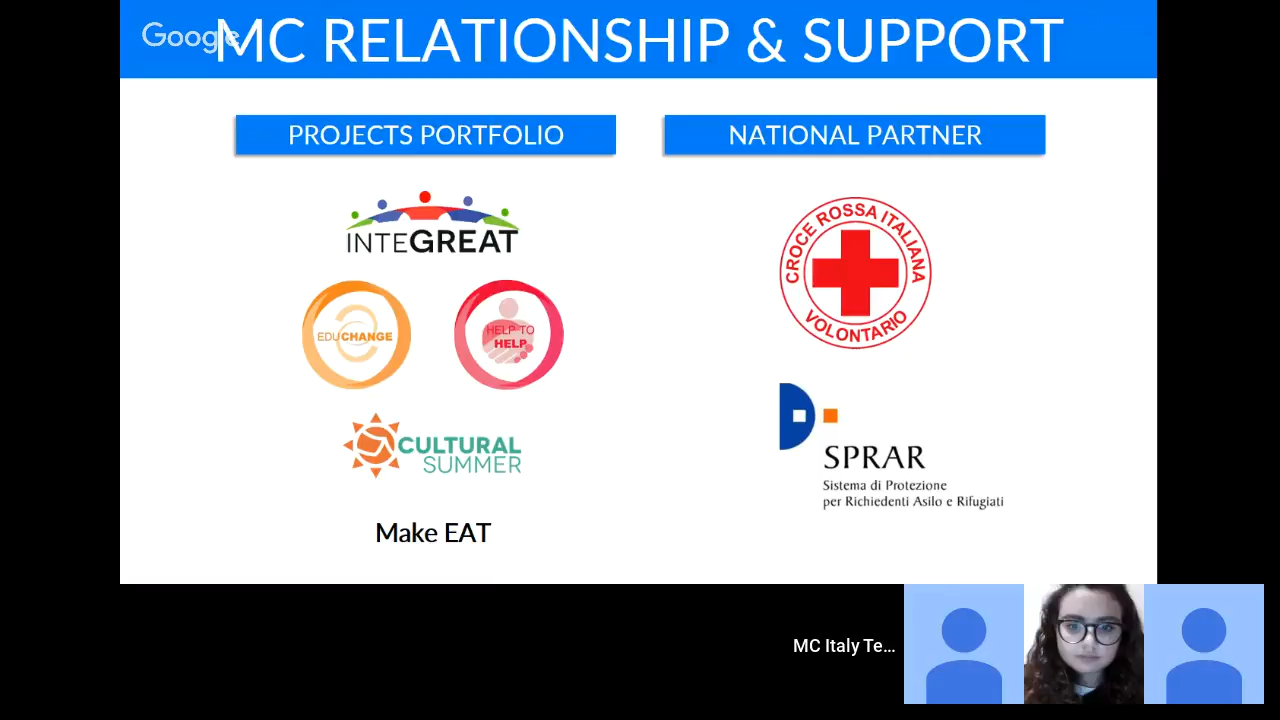 Google
MC RELATIONSHIP & SUPPORT
PROJECTS PORTFOLIO
INTEGREAT
EDUCHANGE
HELP TO
HELP
CULTURAL
SUMMER
Make EAT
NATIONAL PARTNER
CROCE ROSSA ITALIANA
VOLONTARIO
SPRAR
Sistema di Protezione
per Richiedenti Asilo e Rifugiati
MC Italy Te...